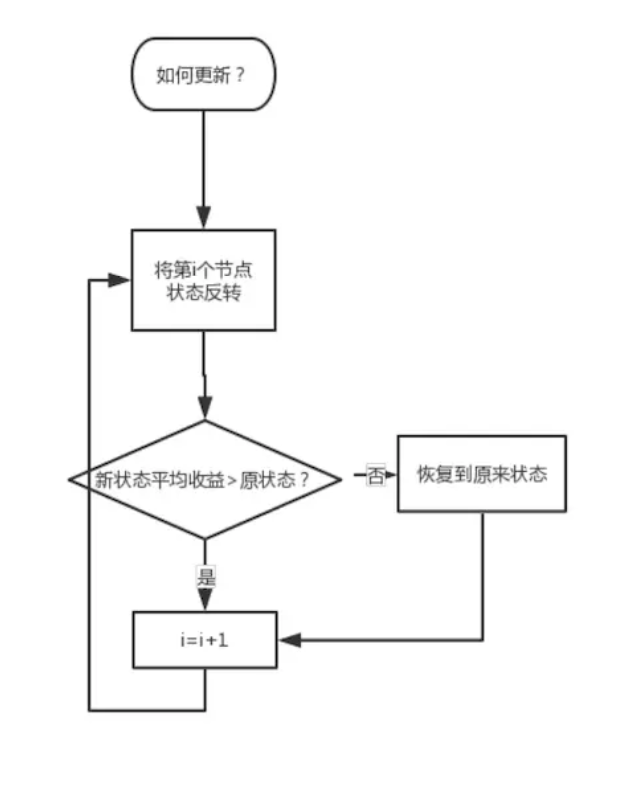 如何更新？
将第i个节点
状态反转
新状态平均收益>原状态？
否
恢复到原来状态
是
i=i+1